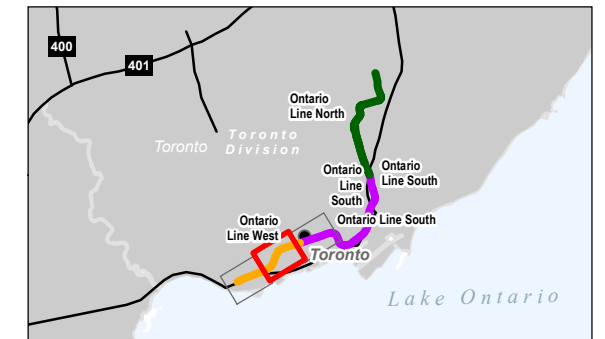 400
401
Ontario
Line North
Toronto
Toronto
Division
Ontario
Line
South
Ontario
Line South
Ontario
Line West
Ontario Line South
Toronto
Lake Ontario